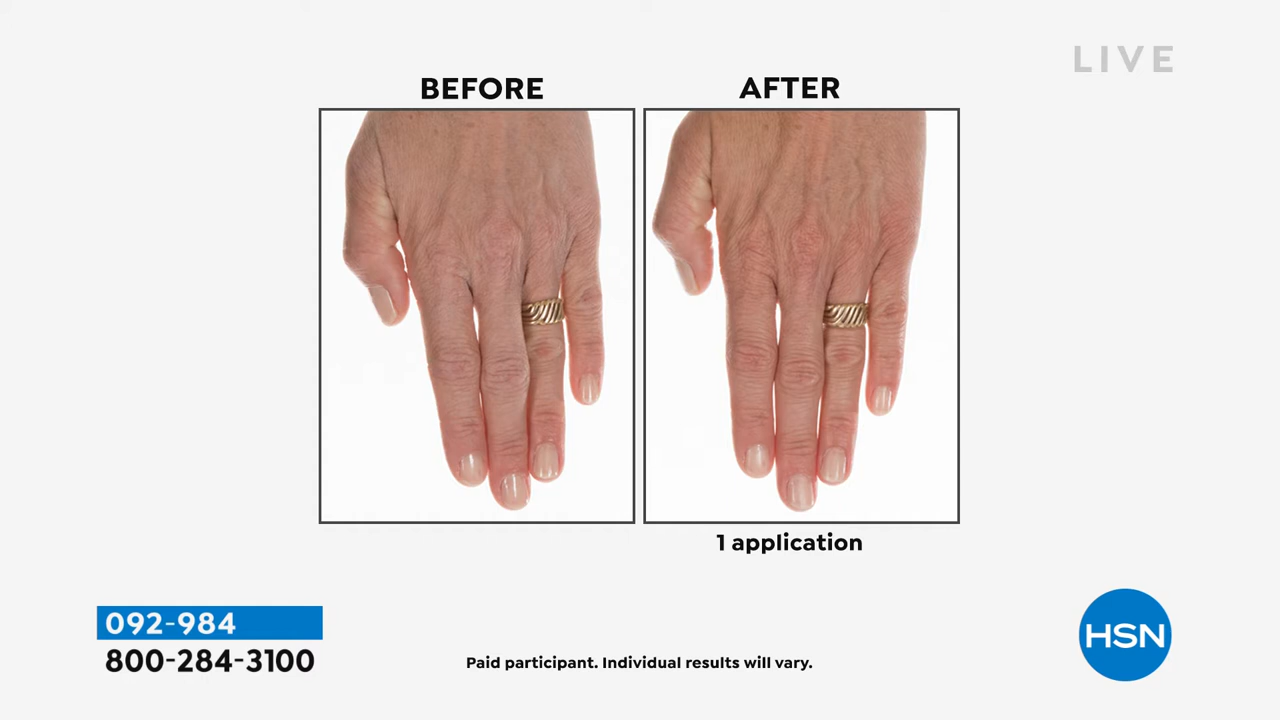 LIVE
BEFORE
AFTER
1 application
092-984
800-284-3100
Paid participant. Individual results will vary.
HSN